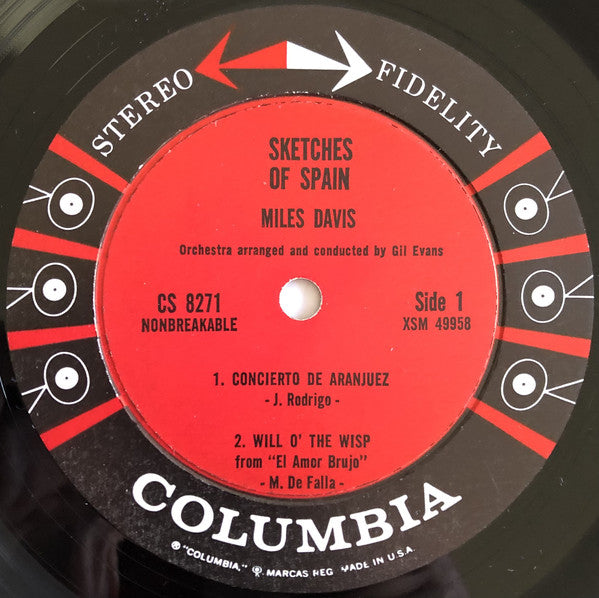 STEREO FIDELITY
SKETCHES
OF SPAIN
MILES DAVIS
Orchestra arranged and conducted by Gil Evans
CS 8271
NONBREAKABLE
Side 1
XSM 49958
1. CONCIERTO DE ARANJUEZ
- J. Rodrigo -
2. WILL O' THE WISP
from "El Amor Brujo"
- M. De Falla -
COLUMBIA
® "COLUMBIA," MARCAS REG. MADE IN U.S.A.